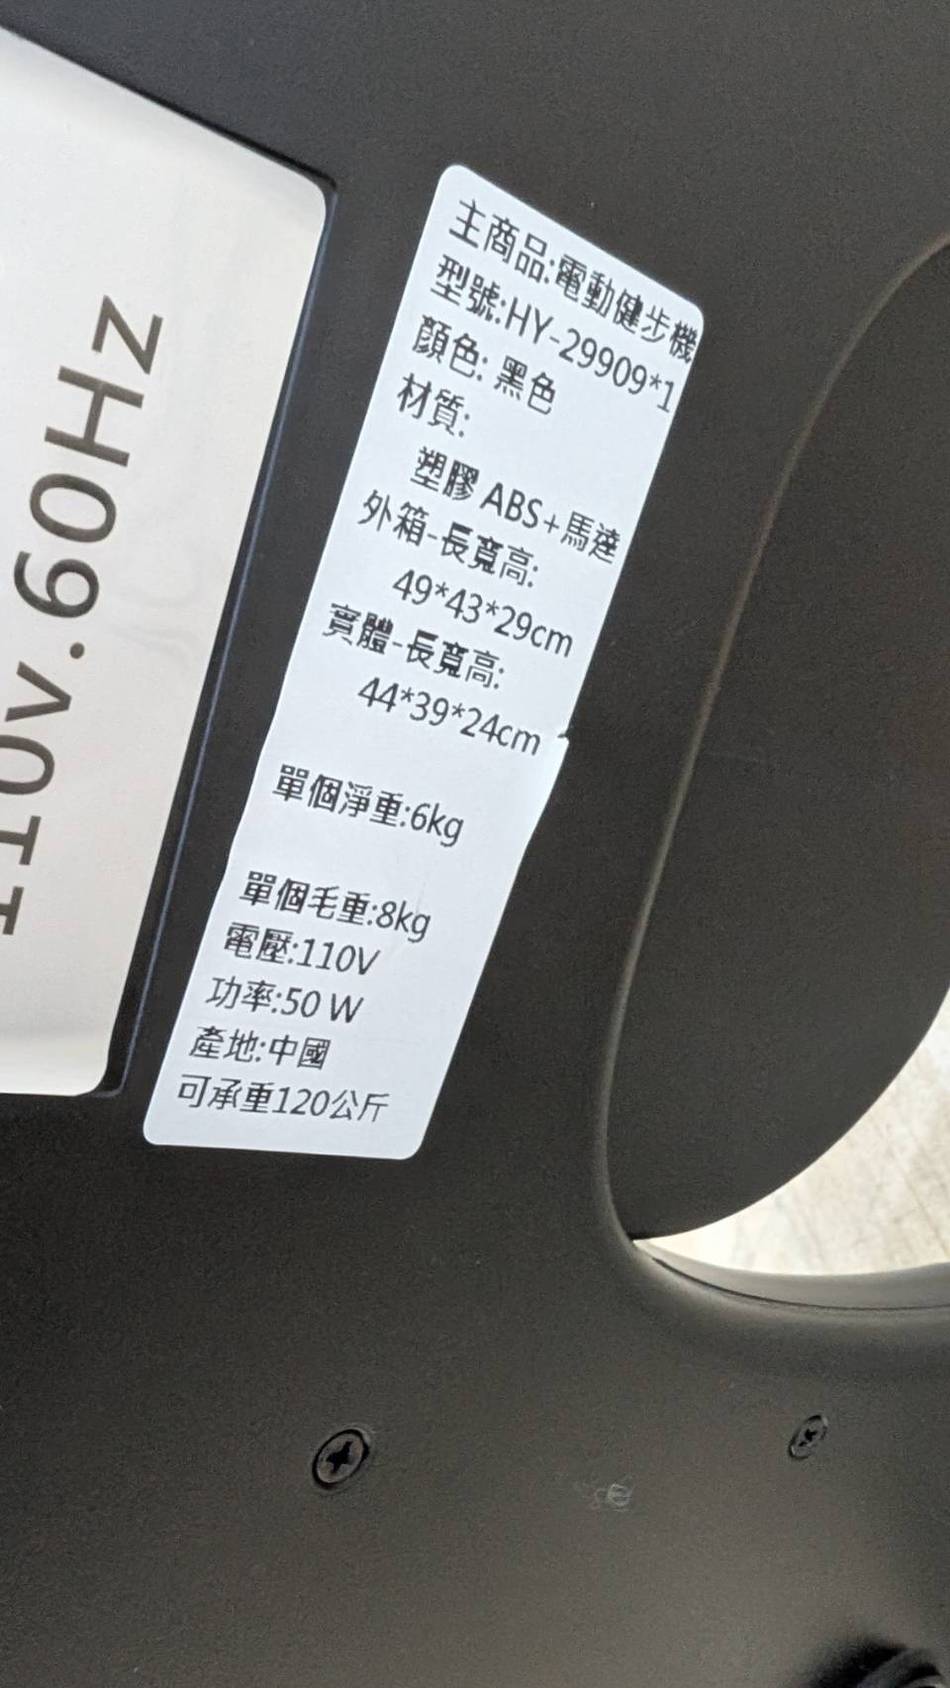 110V.60Hz
主商品:電動健步機
型號:HY-29909*1
顏色: 黑色
材質:
塑膠 ABS+馬達
外箱-長寬高:
49*43*29cm
實體-長寬高:
44*39*24cm
單個淨重:6kg
單個毛重:8kg
電壓:110V
功率:50 W
產地:中國
可承重120公斤